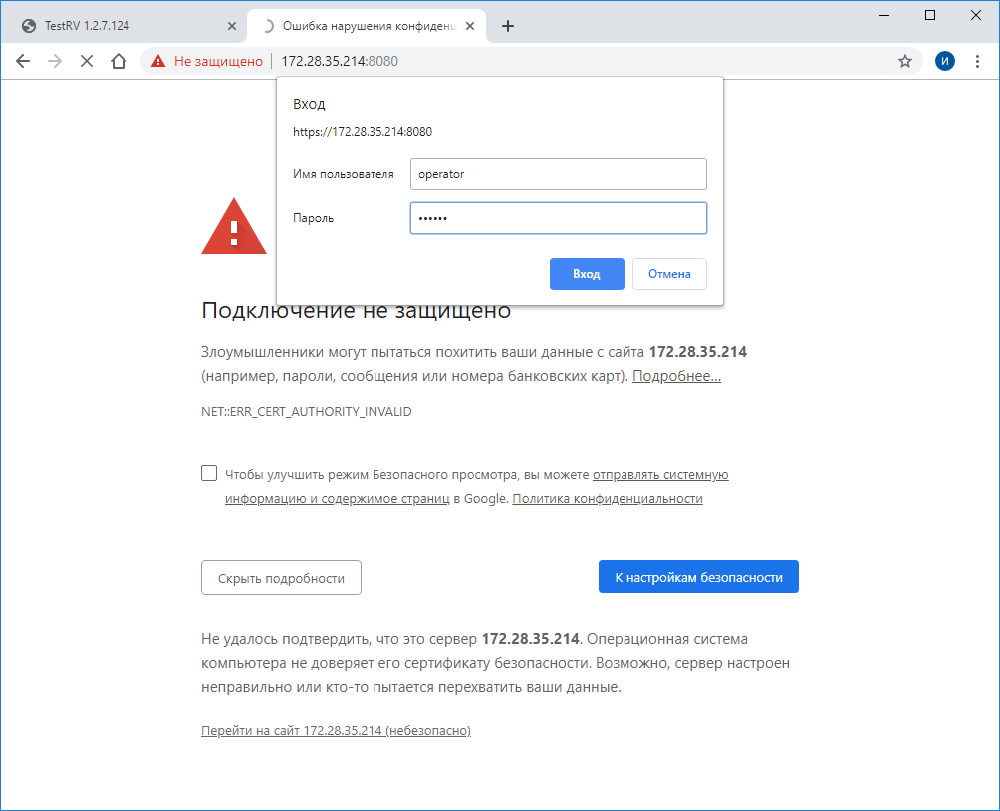 TestRV 1.2.7.124
Ошибка нарушения конфиденц
Не защищено
172.28.35.214:8080
И
Вход
https://172.28.35.214:8080
Имя пользователя
operator
Пароль
••••••
Вход
Отмена
Подключение не защищено
Злоумышленники могут пытаться похитить ваши данные с сайта 172.28.35.214
(например, пароли, сообщения или номера банковских карт). Подробнее…
NET::ERR_CERT_AUTHORITY_INVALID
Чтобы улучшить режим Безопасного просмотра, вы можете отправлять системную
информацию и содержимое страниц в Google. Политика конфиденциальности
Скрыть подробности
К настройкам безопасности
Не удалось подтвердить, что это сервер 172.28.35.214. Операционная система
компьютера не доверяет его сертификату безопасности. Возможно, сервер настроен
неправильно или кто-то пытается перехватить ваши данные.
Перейти на сайт 172.28.35.214 (небезопасно)